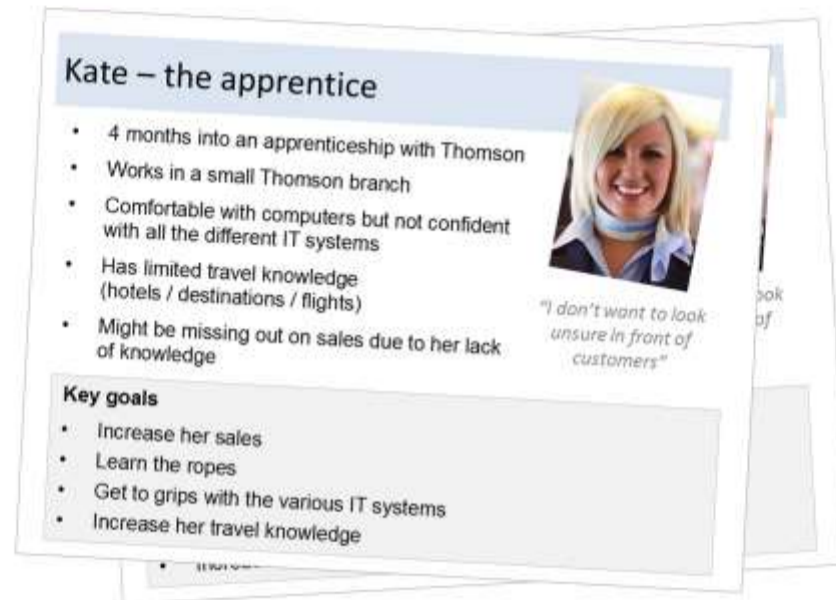 Kate – the apprentice
• 4 months into an apprenticeship with Thomson
• Works in a small Thomson branch
• Comfortable with computers but not confident
with all the different IT systems
• Has limited travel knowledge
(hotels / destinations / flights)
• Might be missing out on sales due to her lack
of knowledge
"I don't want to look
unsure in front of
customers"
ook
of
Key goals
• Increase her sales
• Learn the ropes
• Get to grips with the various IT systems
• Increase her travel knowledge